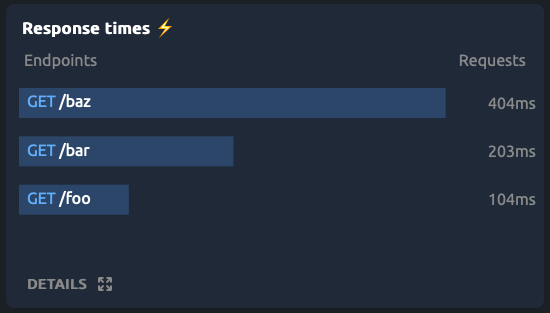 Response times ⚡
Endpoints Requests
GET /baz 404ms
GET /bar 203ms
GET /foo 104ms
DETAILS